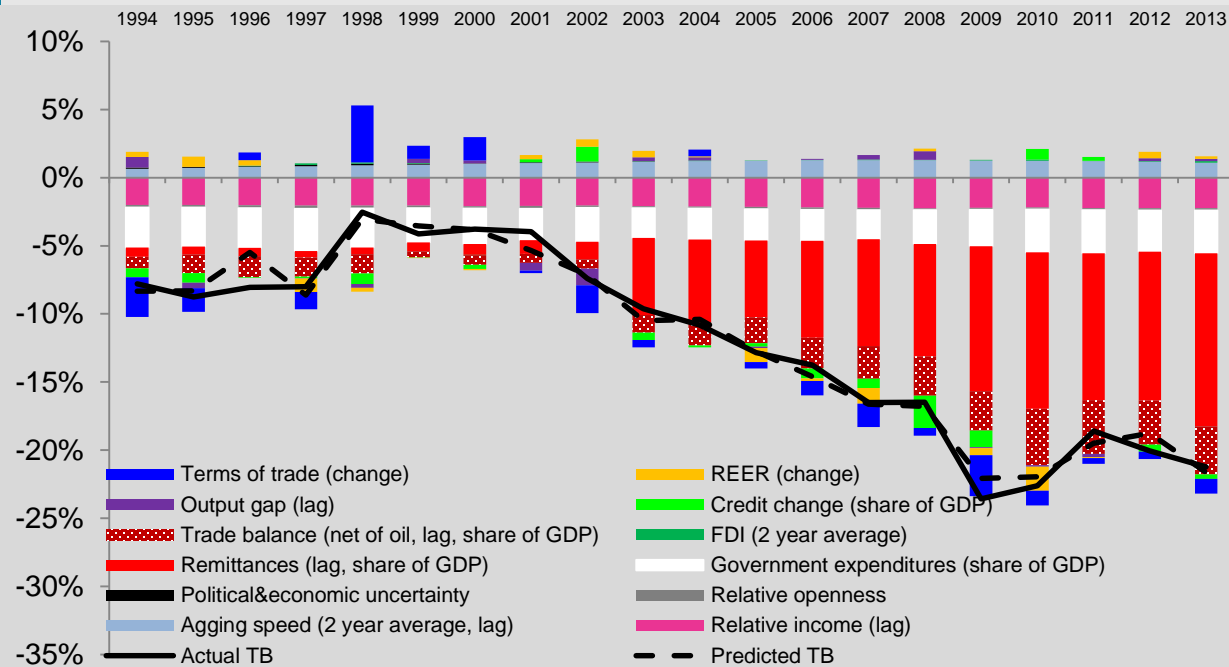 1994 1995 1996 1997 1998 1999 2000 2001 2002 2003 2004 2005 2006 2007 2008 2009 2010 2011 2012 2013
10%
5%
0%
-5%
-10%
-15%
-20%
-25%
-30%
-35%
Terms of trade (change) REER (change)
Output gap (lag) Credit change (share of GDP)
Trade balance (net of oil, lag, share of GDP) FDI (2 year average)
Remittances (lag, share of GDP) Government expenditures (share of GDP)
Political&economic uncertainty Relative openness
Agging speed (2 year average, lag) Relative income (lag)
Actual TB Predicted TB